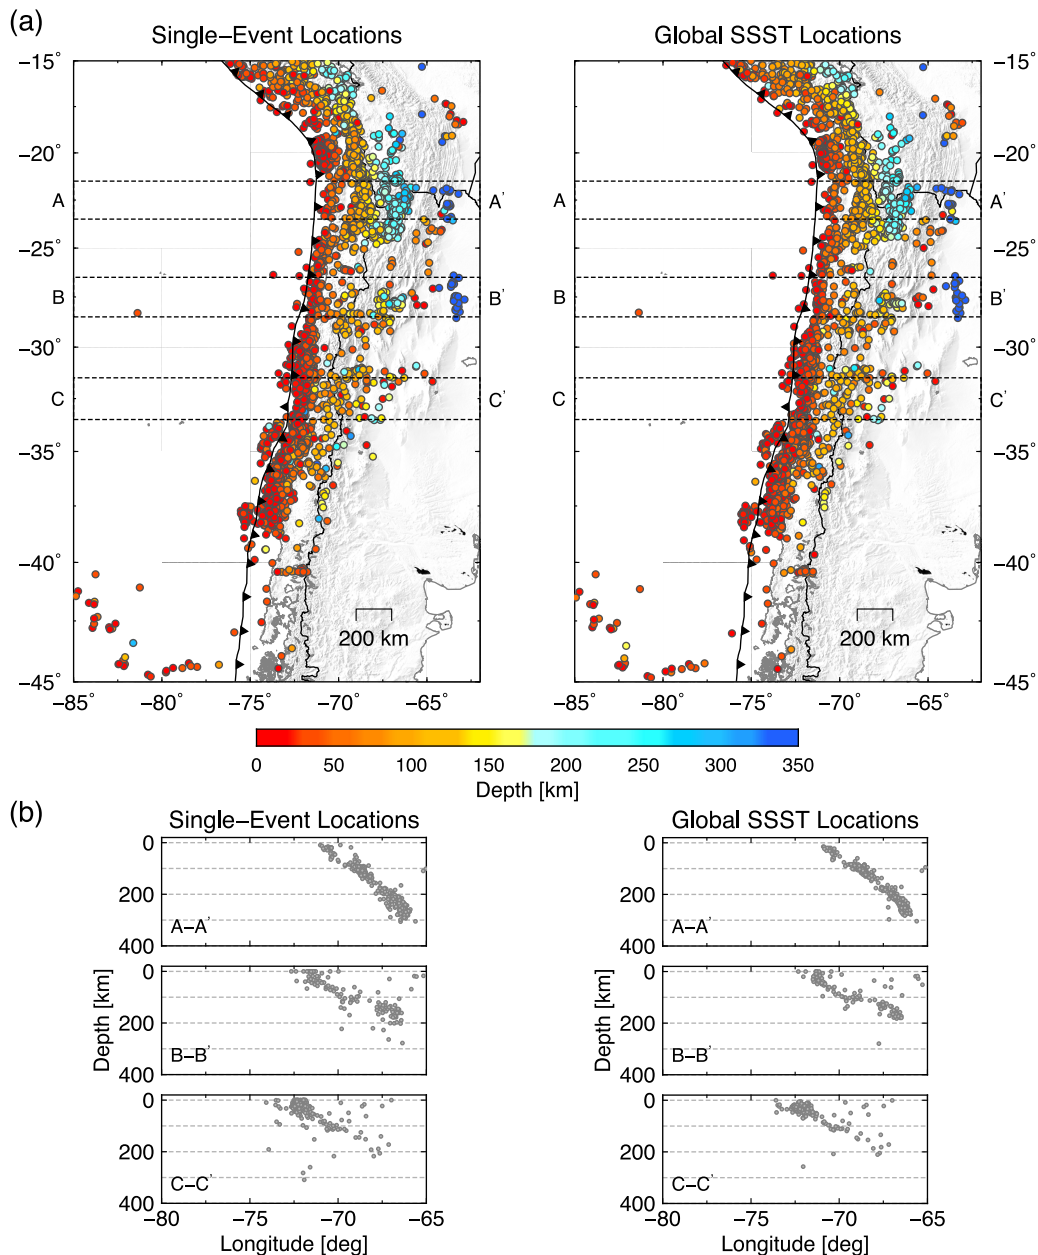 (a)
Single−Event Locations
Global SSST Locations
−15° −15°
−20° −20°
−25° −25°
−30° −30°
−35° −35°
−40° −40°
−45° −45°
A A' A A'
B B' B B'
C C' C C'
200 km 200 km
−85 −80 −75 −70 −65 −85 −80 −75 −70 −65
0 50 100 150 200 250 300 350
Depth [km]
(b)
Single−Event Locations
Global SSST Locations
0 0
200 200
400 400
A−A' A−A'
0 0
200 200
400 400
B−B' B−B'
Depth [km] Depth [km]
0 0
200 200
400 400
C−C' C−C'
−80 −75 −70 −65 −80 −75 −70 −65
Longitude [deg] Longitude [deg]